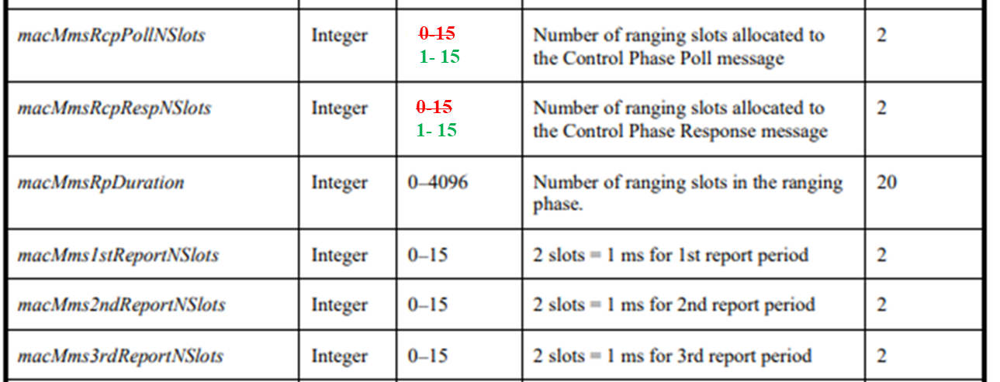 macMmsRcpPollNSlots Integer 0-15 Number of ranging slots allocated to 2
1- 15 the Control Phase Poll message
macMmsRcpRespNSlots Integer 0-15 Number of ranging slots allocated to 2
1- 15 the Control Phase Response message
macMmsRpDuration Integer 0–4096 Number of ranging slots in the ranging 20
phase.
macMms1stReportNSlots Integer 0–15 2 slots = 1 ms for 1st report period 2
macMms2ndReportNSlots Integer 0–15 2 slots = 1 ms for 2nd report period 2
macMms3rdReportNSlots Integer 0–15 2 slots = 1 ms for 3rd report period 2